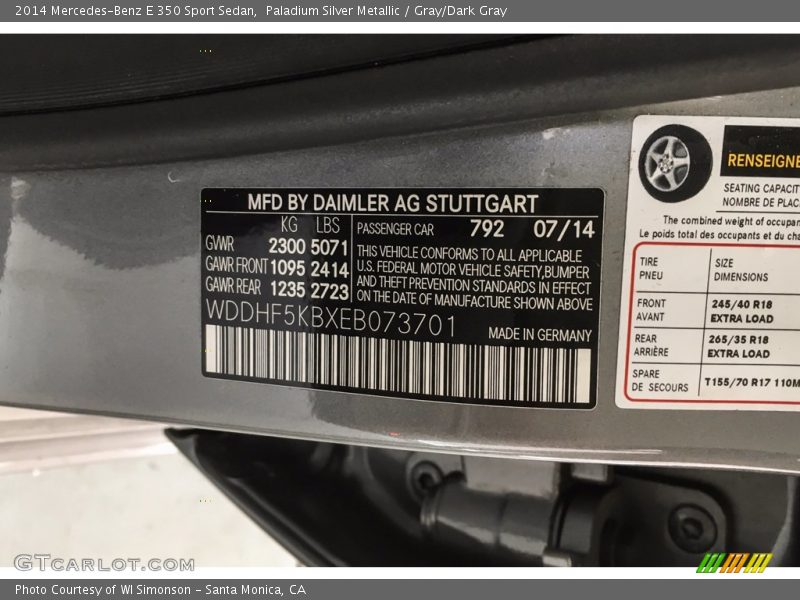 2014 Mercedes-Benz E 350 Sport Sedan,  Paladium Silver Metallic / Gray/Dark Gray
MFD BY DAIMLER AG STUTTGART
KG LBS
PASSENGER CAR 792 07/14
GVWR 2300 5071
GAWR FRONT 1095 2414
GAWR REAR 1235 2723
THIS VEHICLE CONFORMS TO ALL APPLICABLE
U.S. FEDERAL MOTOR VEHICLE SAFETY,BUMPER
AND THEFT PREVENTION STANDARDS IN EFFECT
ON THE DATE OF MANUFACTURE SHOWN ABOVE
WDDHF5KBXEB073701
MADE IN GERMANY
SEATING
NOMBRE DE
The combined weight of
Le poids total des occupants et du
TIRE
PNEU
SIZE
DIMENSIONS
FRONT
AVANT
245/40 R18
EXTRA LOAD
REAR
ARRIÈRE
265/35 R18
EXTRA LOAD
SPARE
DE SECOURS
T155/70 R17 110M
GTCARLOT.COM
Photo Courtesy of WI Simonson - Santa Monica, CA